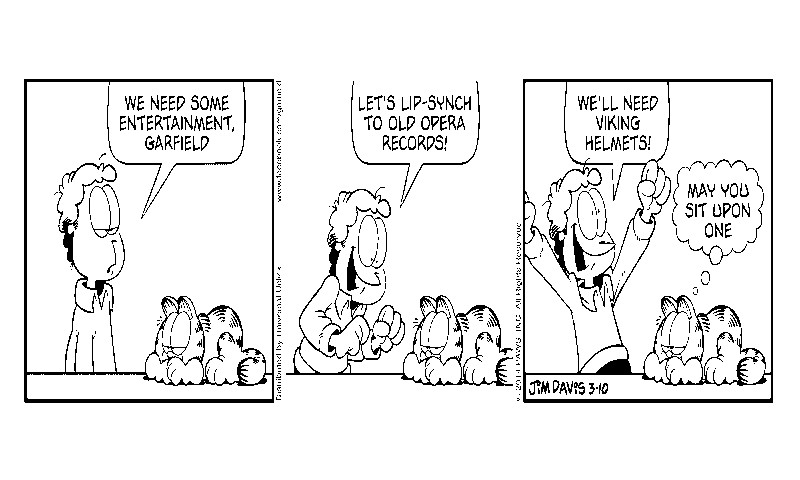 WE NEED SOME
ENTERTAINMENT,
GARFIELD
LET'S LIP-SYNCH
TO OLD OPERA
RECORDS!
WE'LL NEED
VIKING
HELMETS!
MAY YOU
SIT UPON
ONE
JIM DAVIS 3-10